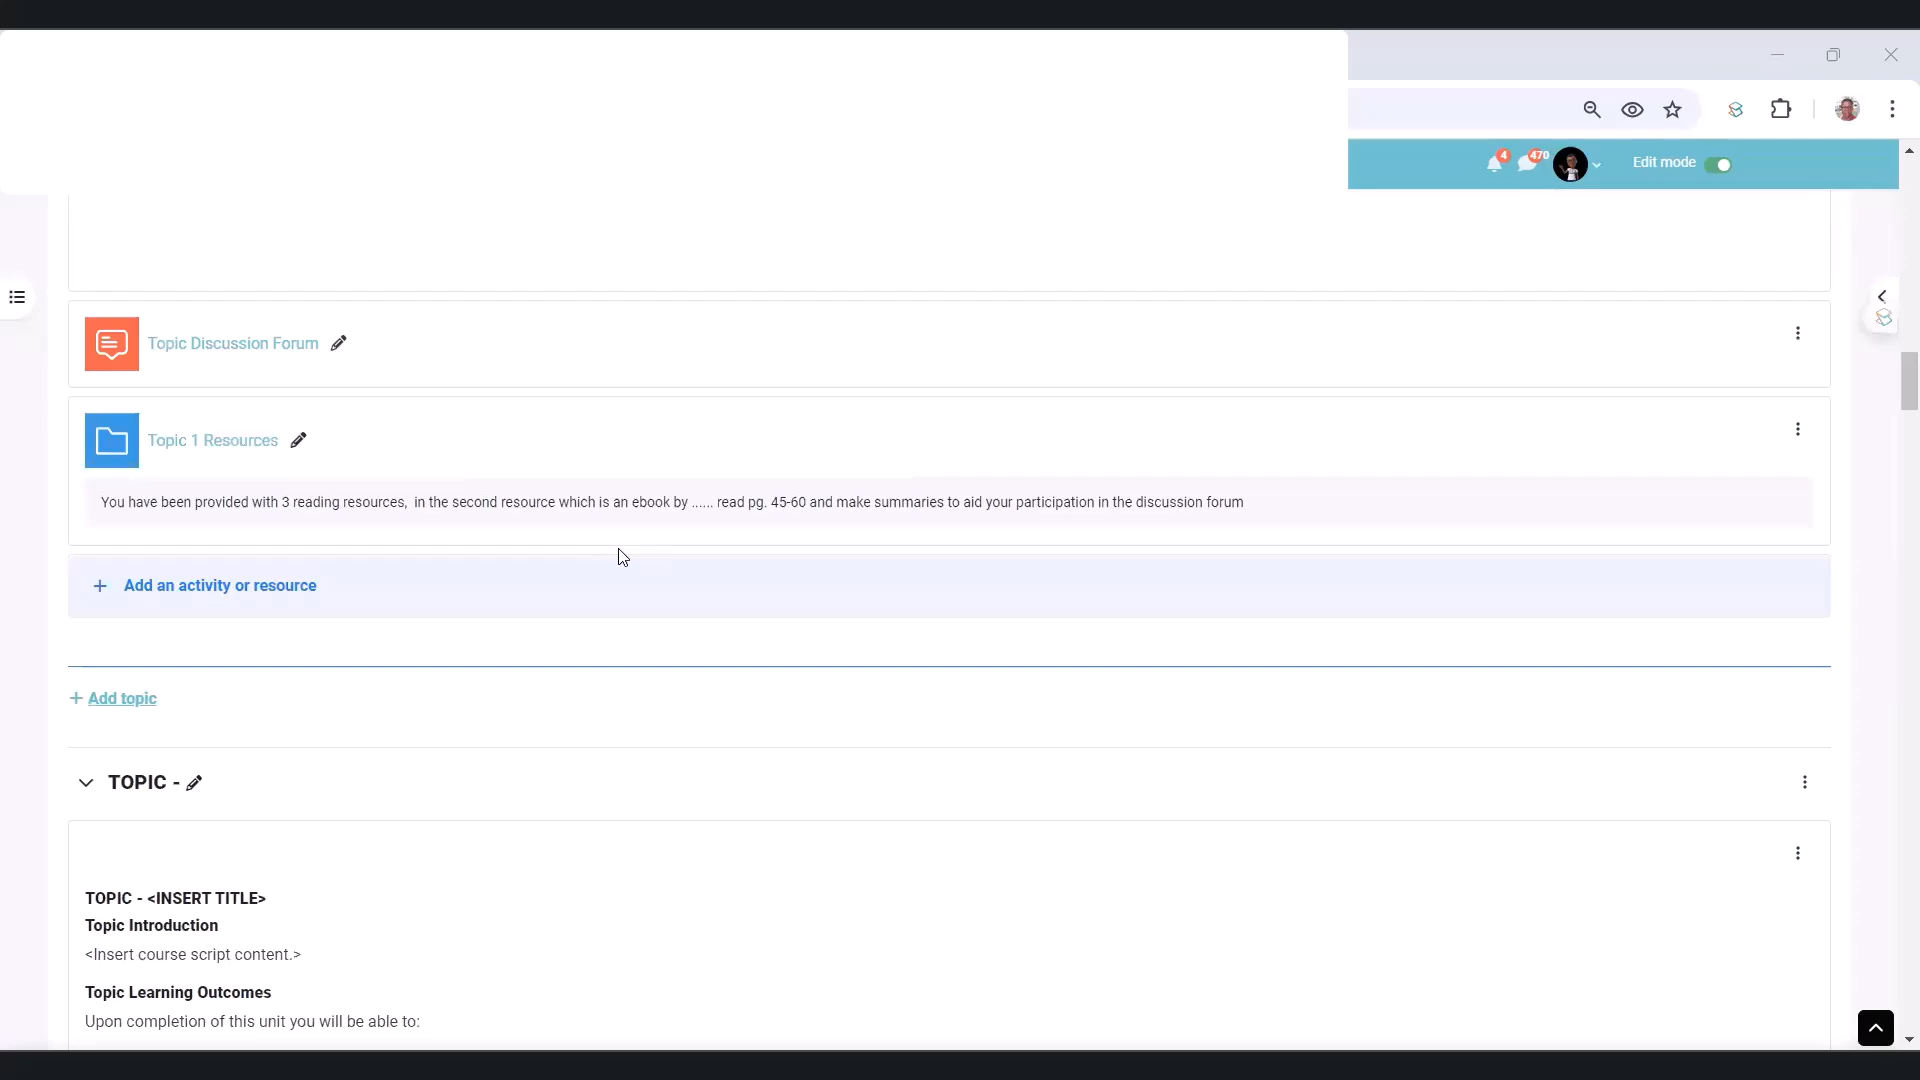 4
470
Edit mode
Topic Discussion Forum
Topic 1 Resources
You have been provided with 3 reading resources,  in the second resource which is an ebook by ...... read pg. 45-60 and make summaries to aid your participation in the discussion forum
+ Add an activity or resource
+ Add topic
TOPIC -
TOPIC - <INSERT TITLE>
Topic Introduction
<Insert course script content.>
Topic Learning Outcomes
Upon completion of this unit you will be able to: